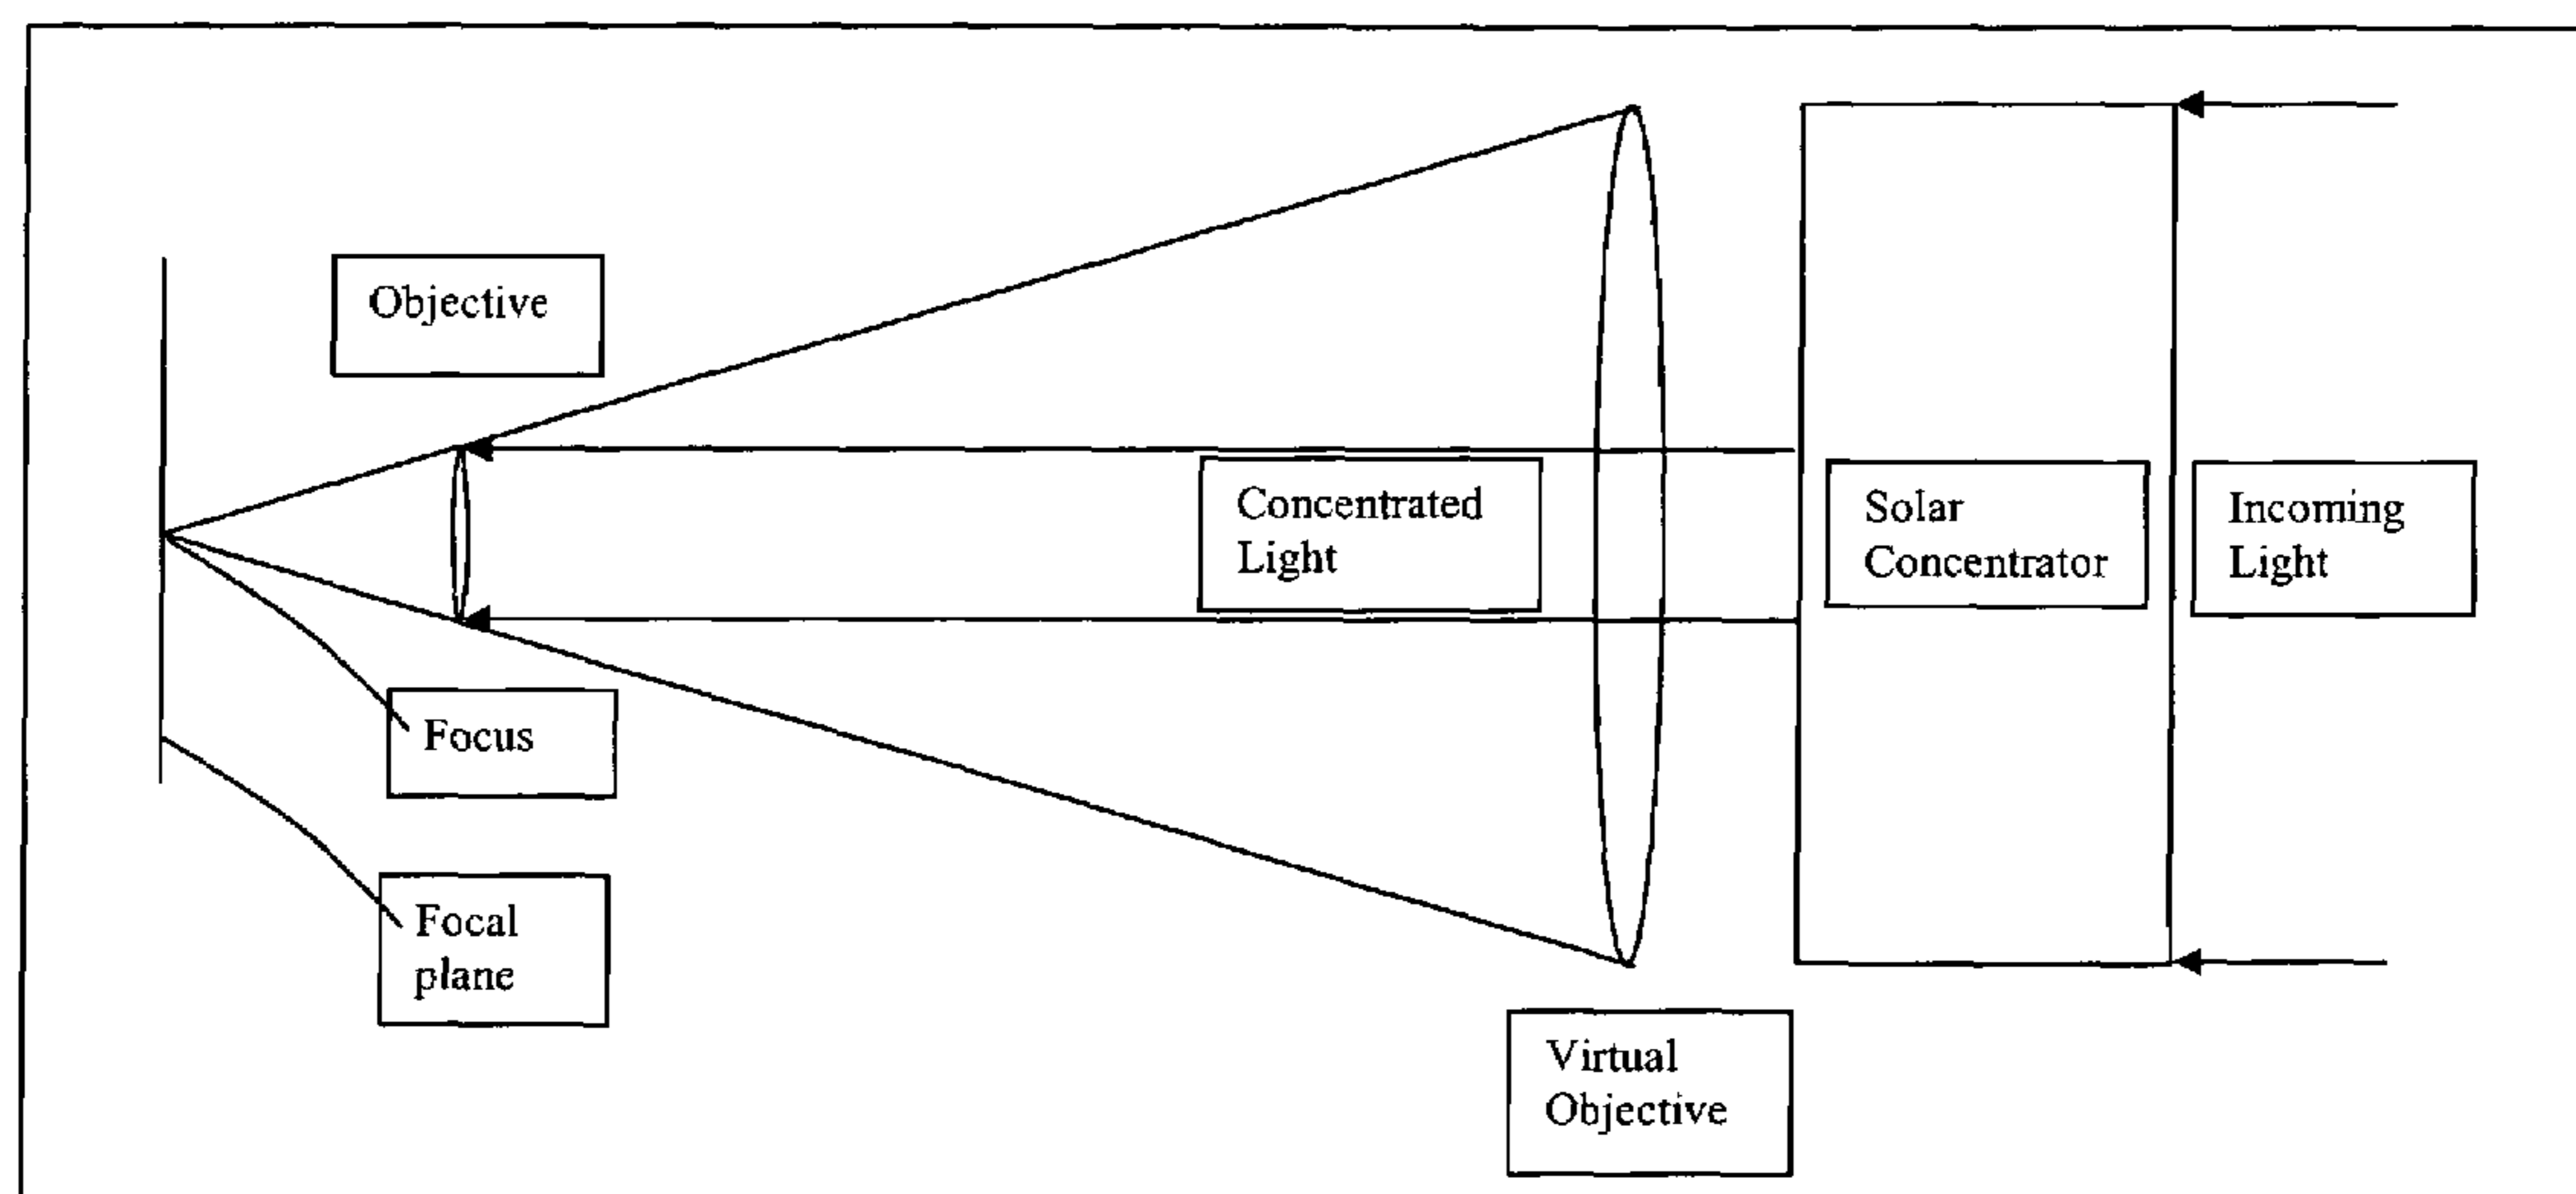 Objective
Concentrated
Light
Solar
Concentrator
Incoming
Light
Focus
Focal
plane
Virtual
Objective